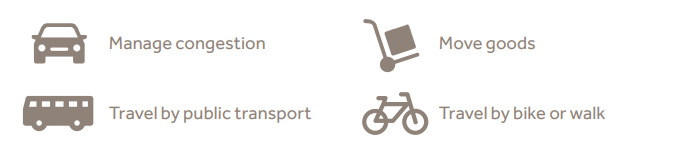 Manage congestion
Move goods
Travel by public transport
Travel by bike or walk